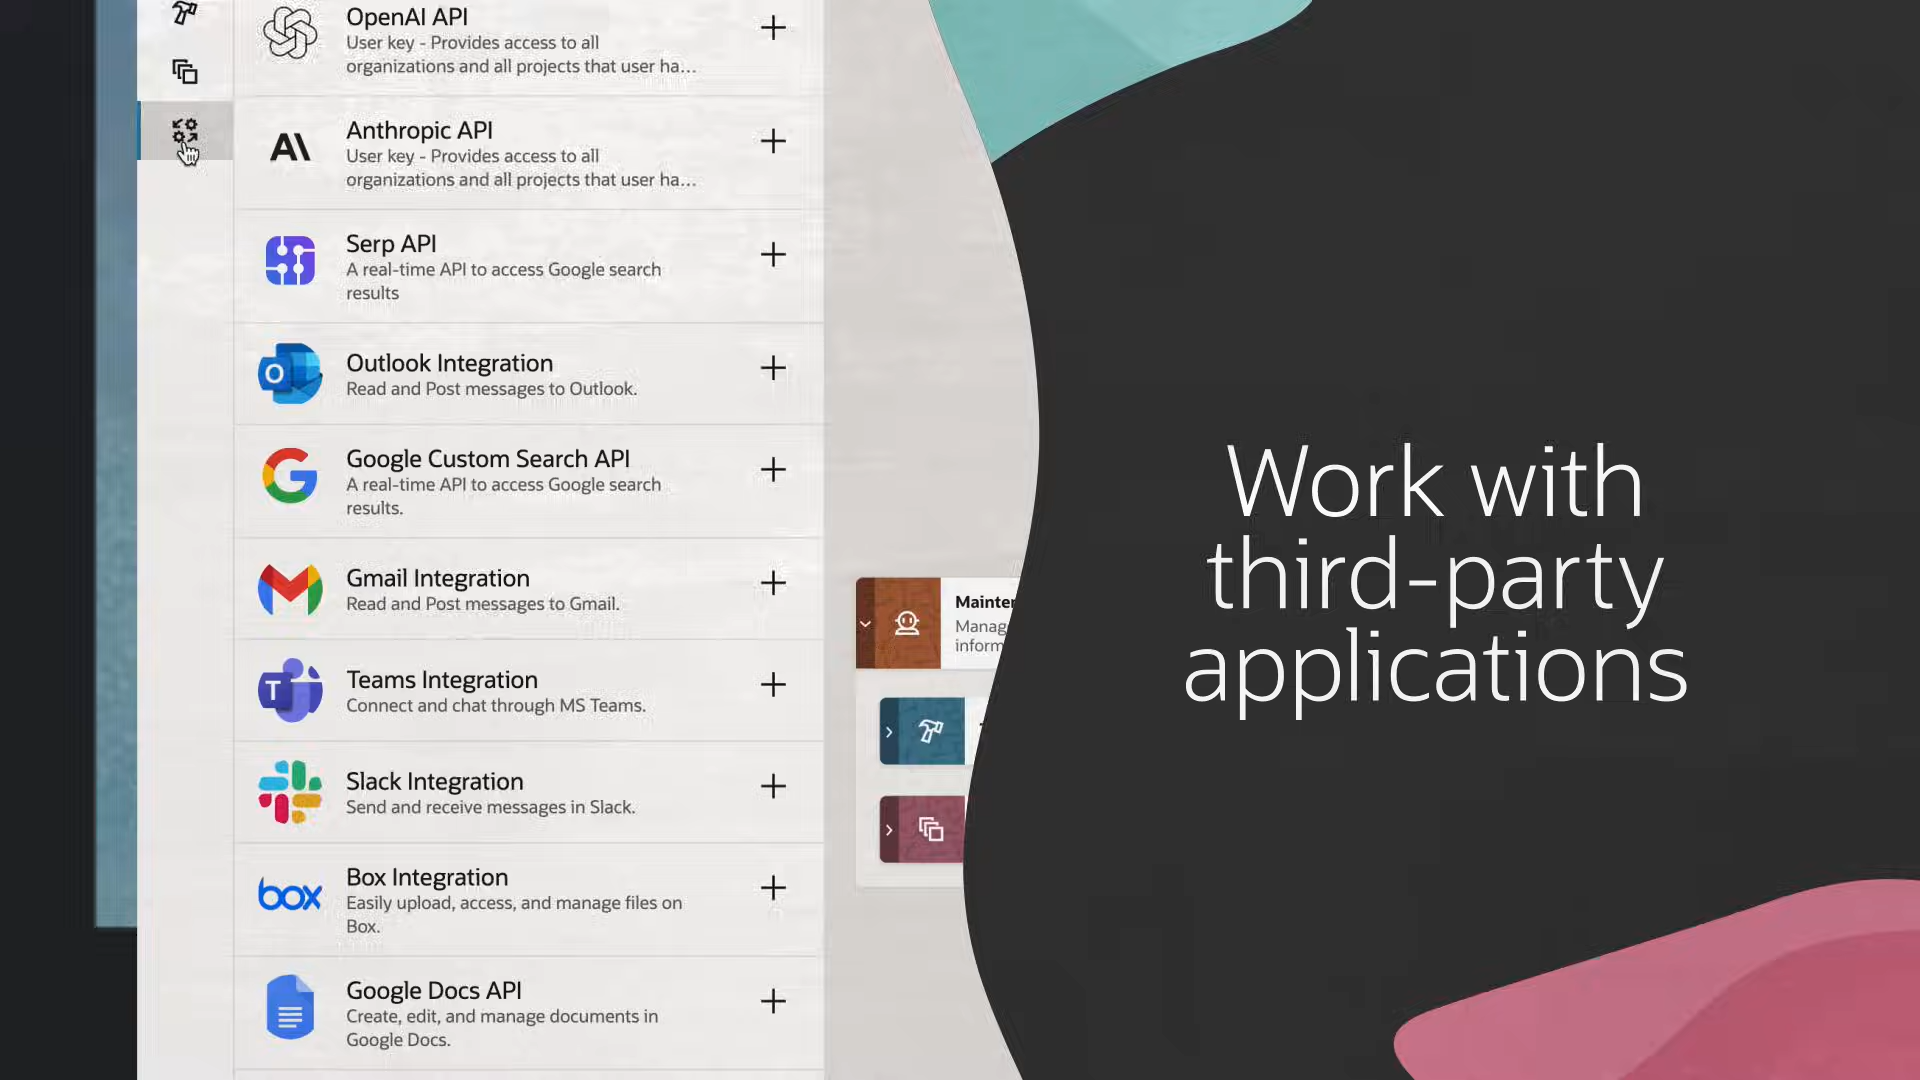 OpenAI API
User key - Provides access to all
organizations and all projects that user ha...
Anthropic API
User key - Provides access to all
organizations and all projects that user ha...
Serp API
A real-time API to access Google search
results
Outlook Integration
Read and Post messages to Outlook.
Google Custom Search API
A real-time API to access Google search
results.
Gmail Integration
Read and Post messages to Gmail.
Teams Integration
Connect and chat through MS Teams.
Slack Integration
Send and receive messages in Slack.
box
Box Integration
Easily upload, access, and manage files on
Box.
Google Docs API
Create, edit, and manage documents in
Google Docs.
Mainter
Manag
inform
Work with
third-party
applications